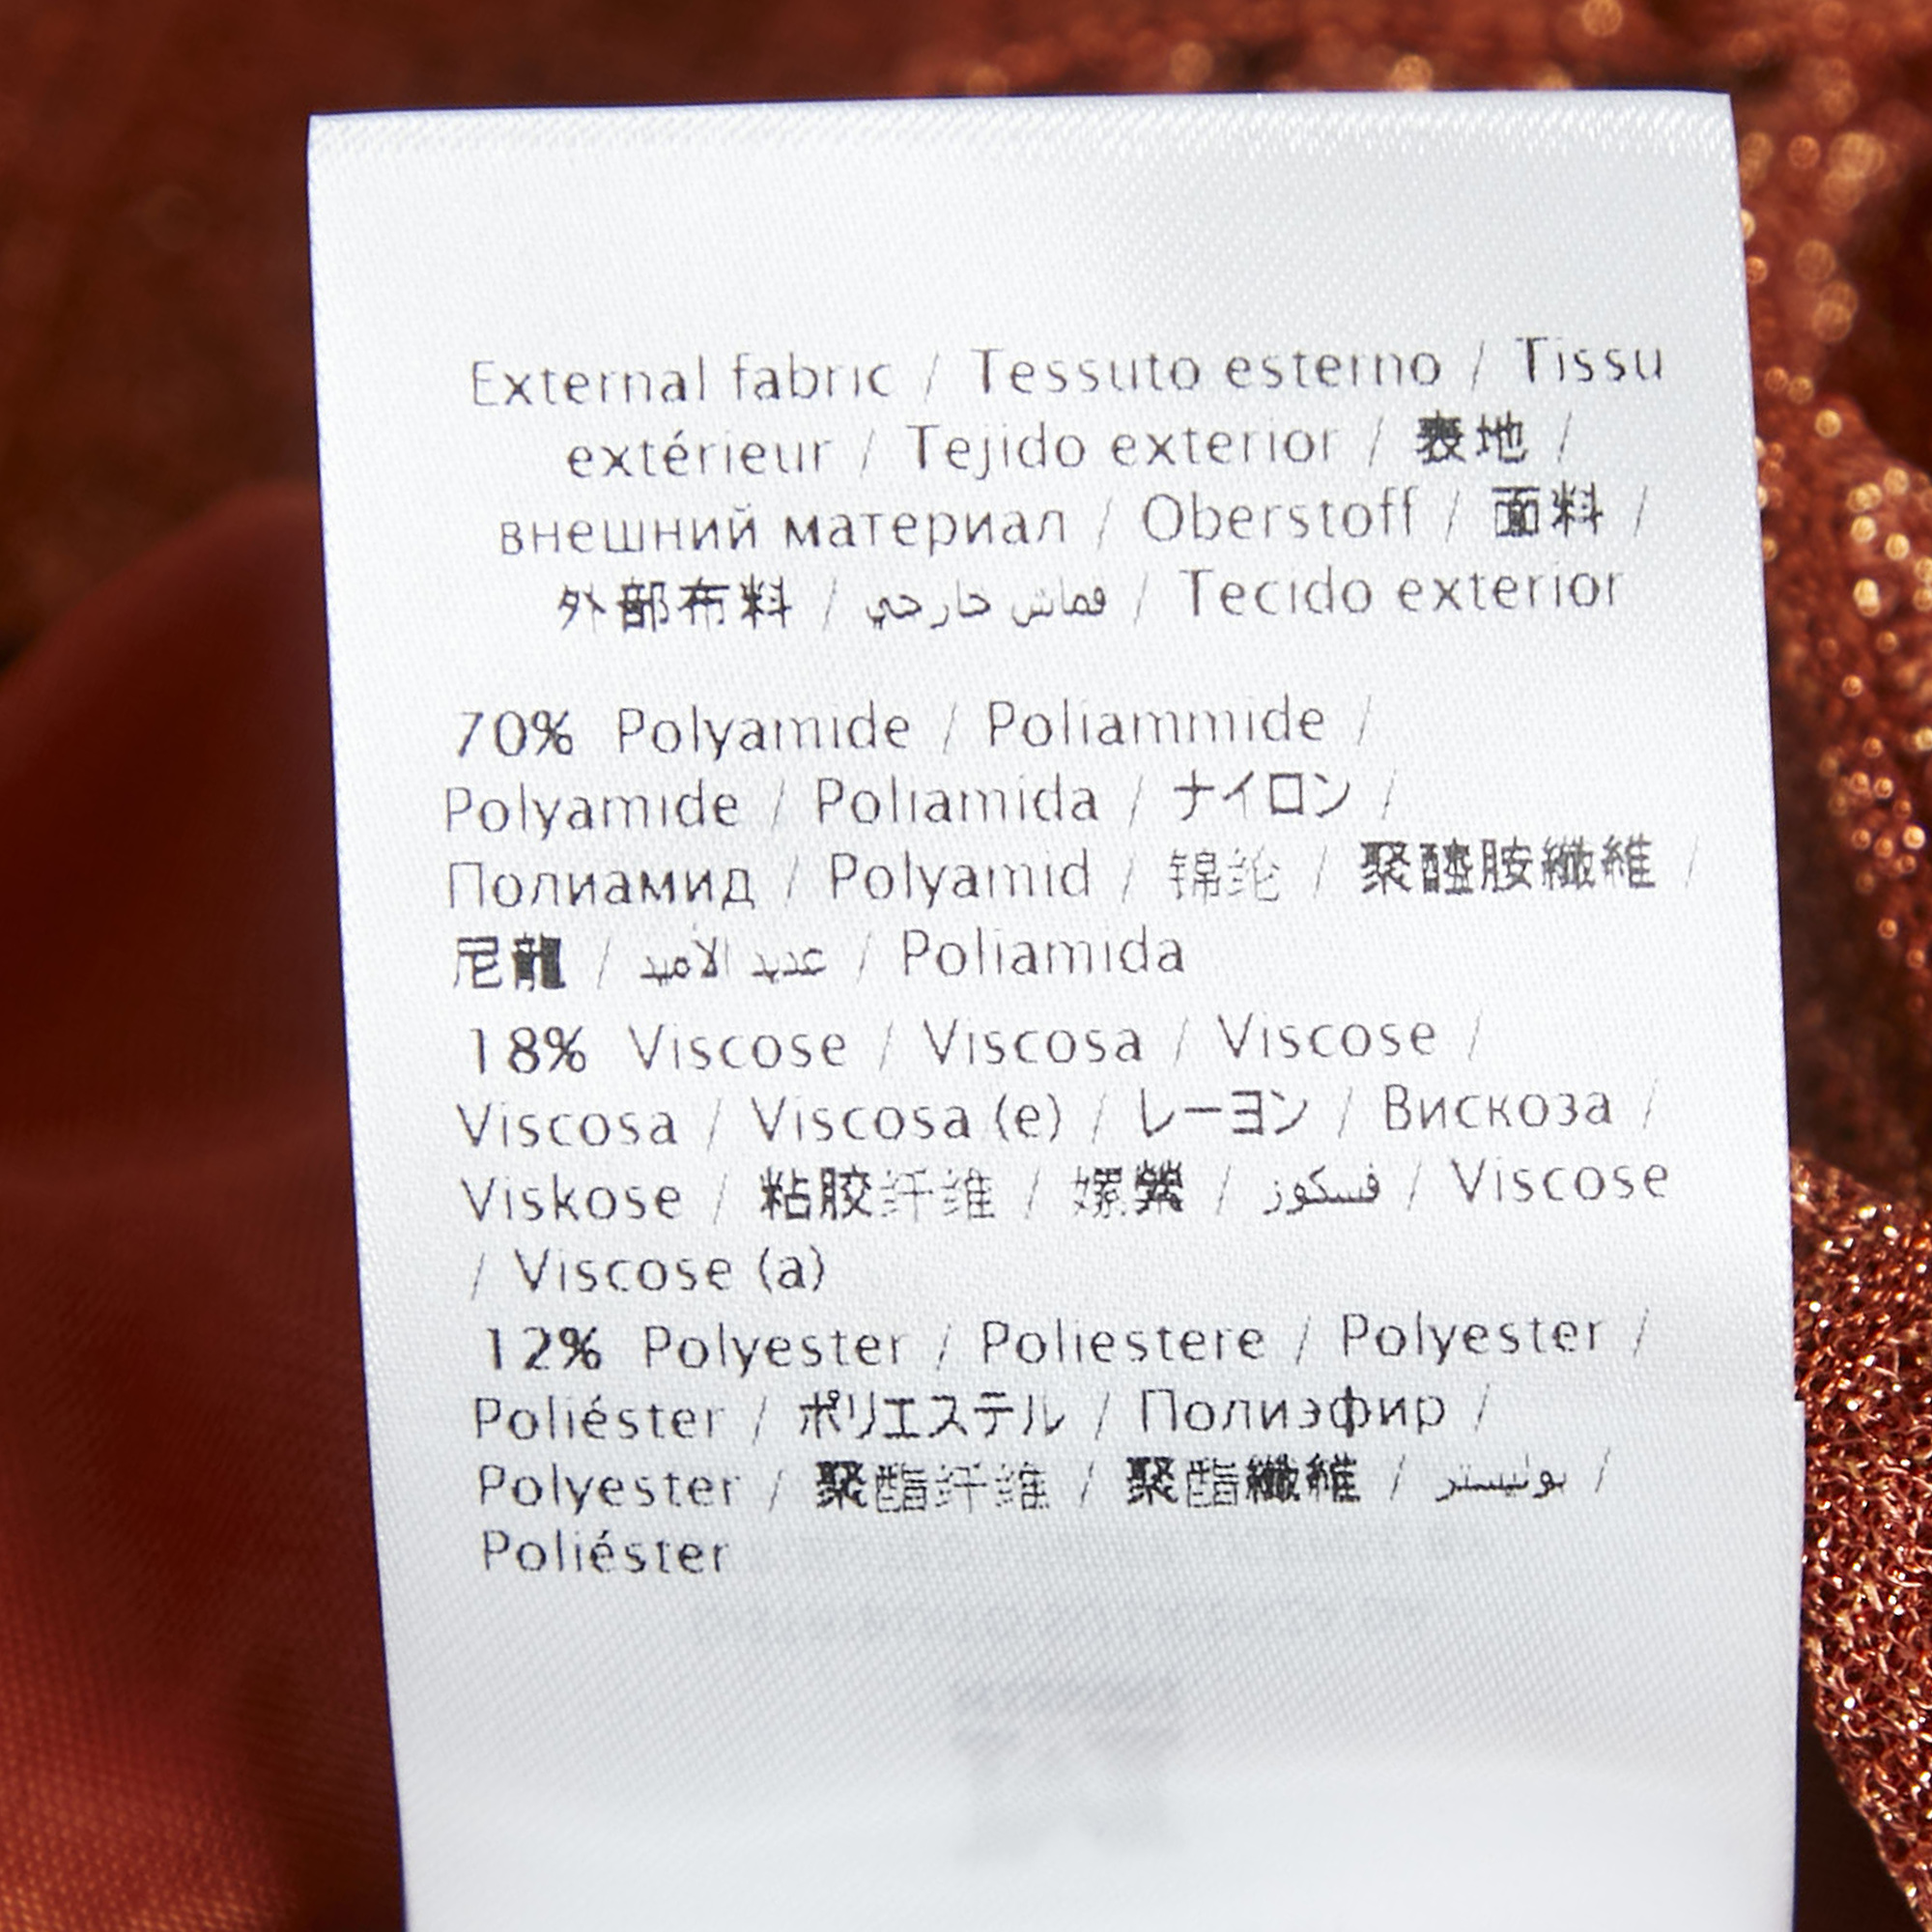 External fabric / Tessuto esterno / Tissu
extérieur / Tejido exterior / 表地 /
внешний материал / Oberstoff / 面料 /
外部布料 / قماش خارجي / Tecido exterior
70% Polyamide / Poliammide /
Polyamide / Poliamida / ナイロン /
Полиамид / Polyamid / 锦纶 / 聚醯胺纖維 /
尼龍 / عديد الاميد / Poliamida
18% Viscose / Viscosa / Viscose /
Viscosa / Viscosa (e) / レーヨン / Вискоза /
Viskose / 粘胶纤维 / 嫘縈 / فسكوز / Viscose
/ Viscose (a)
12% Polyester / Poliestere / Polyester /
Poliéster / ポリエステル / Полиэфир /
Polyester / 聚酯纤维 / 聚酯纖維 / بوليستر /
Poliéster